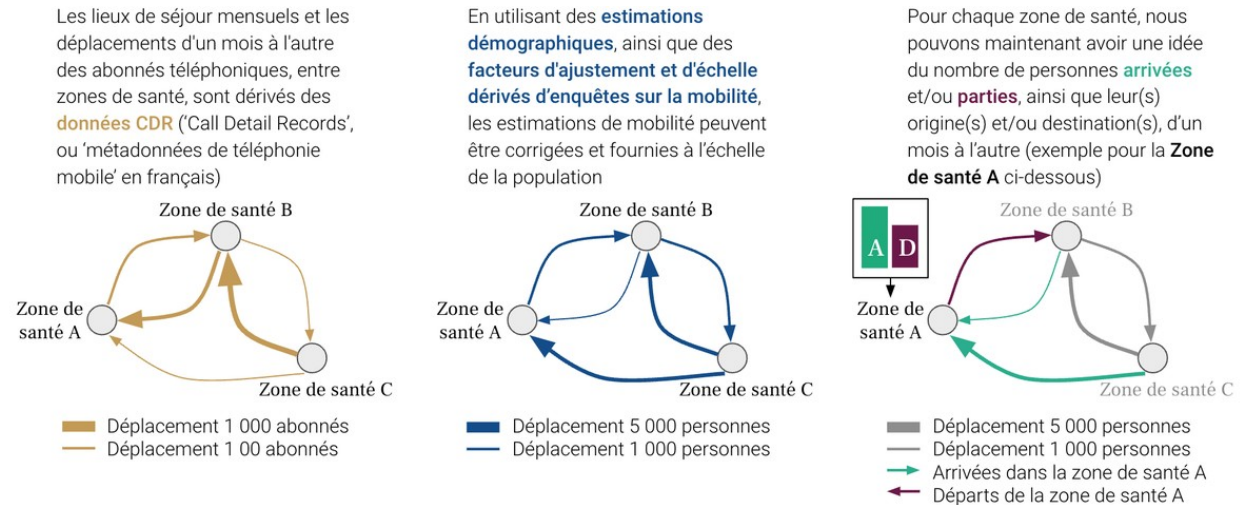 Les lieux de séjour mensuels et les
déplacements d'un mois à l'autre
des abonnés téléphoniques, entre
zones de santé, sont dérivés des
données CDR ('Call Detail Records',
ou 'métadonnées de téléphonie
mobile' en français)
Zone de santé B
Zone de
santé A
Zone de santé C
Déplacement 1 000 abonnés
Déplacement 1 00 abonnés
En utilisant des estimations
démographiques, ainsi que des
facteurs d'ajustement et d'échelle
dérivés d'enquêtes sur la mobilité,
les estimations de mobilité peuvent
être corrigées et fournies à l'échelle
de la population
Zone de santé B
Zone de
santé A
Zone de santé C
Déplacement 5 000 personnes
Déplacement 1 000 personnes
Pour chaque zone de santé, nous
pouvons maintenant avoir une idée
du nombre de personnes arrivées
et/ou parties, ainsi que leur(s)
origine(s) et/ou destination(s), d'un
mois à l'autre (exemple pour la Zone
de santé A ci-dessous)
Zone de santé B
A D
Zone de
santé A
Zone de santé C
Déplacement 5 000 personnes
Déplacement 1 000 personnes
Arrivées dans la zone de santé A
Départs de la zone de santé A